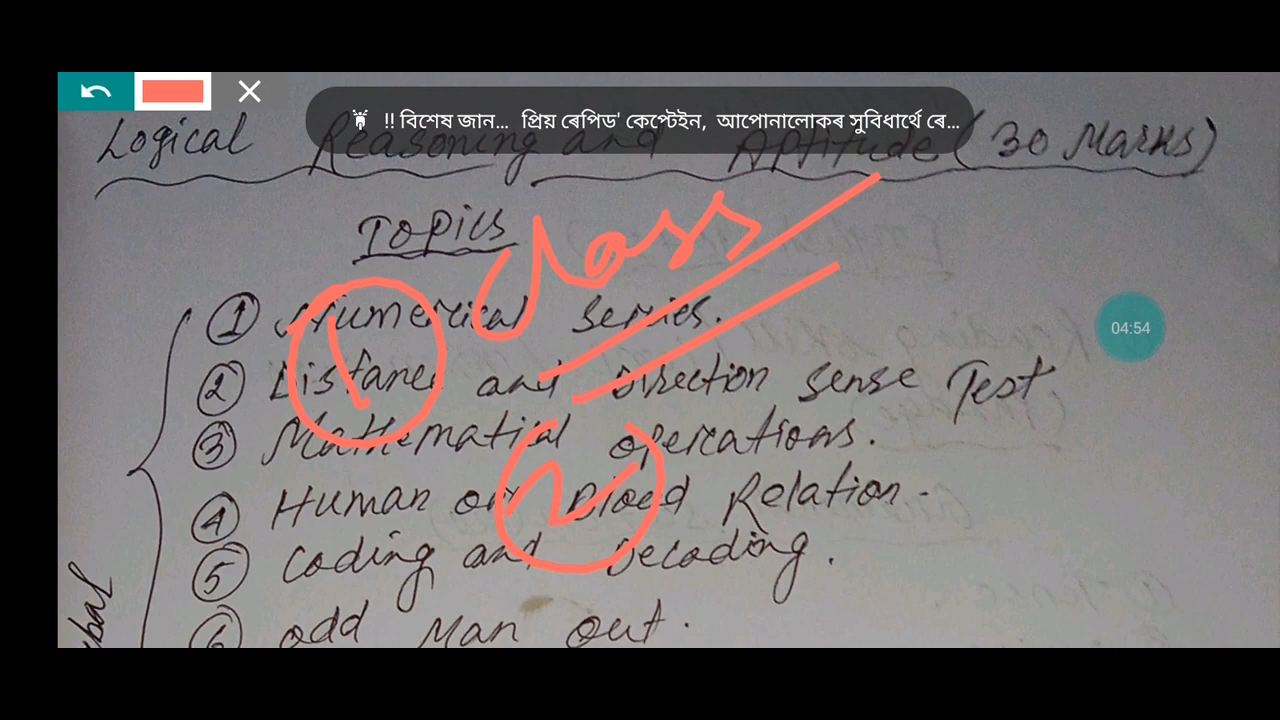 !! বিশেষ জান... প্ৰিয় ৰেপিড' কেপ্টেইন, আপোনালোকৰ সুবিধাৰ্থে ৰে...
Logical Reasoning and Aptitude (30 Marks)
Topics
class
① Numerical series.
04:54
② Distance and Direction sense Test
③ Mathematical operations.
④ Human or Blood Relation.
⑤ Coding and Decoding.
⑥ odd Man out.
1
2